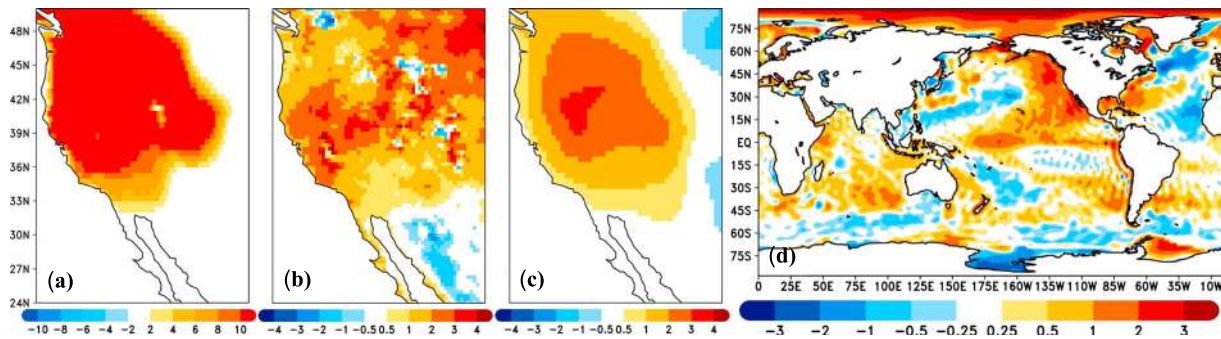 48N
45N
42N
39N
36N
33N
30N
27N
24N
(a)
(b)
(c)
(d)
75N
60N
45N
30N
15N
EQ
15S
30S
45S
60S
75S
0 25E 50E 75E 100E 125E 150E 175E 160W 135W 110W 85W 60W 35W 10W
-10 -8 -6 -4 -2 2 4 6 8 10
-4 -3 -2 -1 -0.5 0.5 1 2 3 4
-4 -3 -2 -1 -0.5 0.5 1 2 3 4
-3 -2 -1 -0.5 -0.25 0.25 0.5 1 2 3